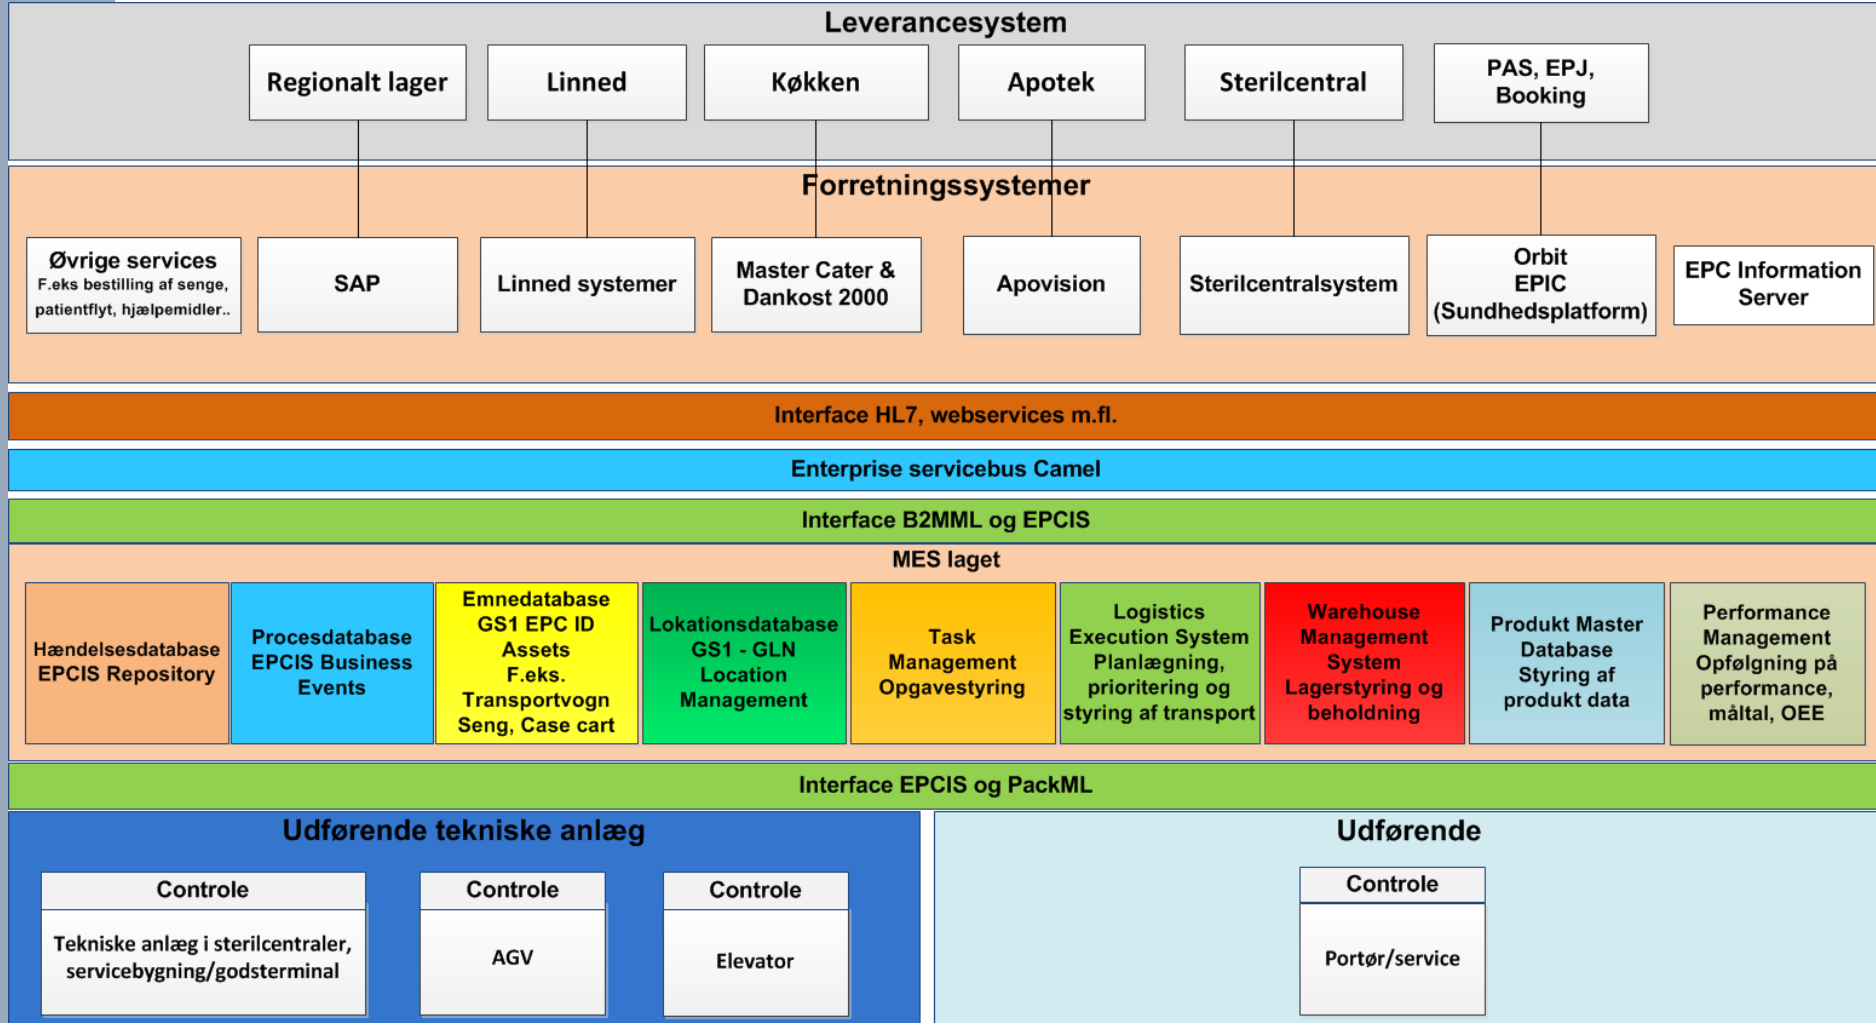 Leverancesystem
Regionalt lager
Linned
Køkken
Apotek
Sterilcentral
PAS, EPJ,
Booking
Forretningssystemer
Øvrige services
F.eks bestilling af senge,
patientflyt, hjælpemidler..
SAP
Linned systemer
Master Cater &
Dankost 2000
Apovision
Sterilcentralsystem
Orbit
EPIC
(Sundhedsplatform)
EPC Information
Server
Interface HL7, webservices m.fl.
Enterprise servicebus Camel
Interface B2MML og EPCIS
MES laget
Hændelsesdatabase
EPCIS Repository
Procesdatabase
EPCIS Business
Events
Emnedatabase
GS1 EPC ID
Assets
F.eks.
Transportvogn
Seng, Case cart
Lokationsdatabase
GS1 - GLN
Location
Management
Task
Management
Opgavestyring
Logistics
Execution System
Planlægning,
prioritering og
styring af transport
Warehouse
Management
System
Lagerstyring og
beholdning
Produkt Master
Database
Styring af
produkt data
Performance
Management
Opfølgning på
performance,
måltal, OEE
Interface EPCIS og PackML
Udførende tekniske anlæg
Controle
Tekniske anlæg i sterilcentraler,
servicebygning/godsterminal
Controle
AGV
Controle
Elevator
Udførende
Controle
Portør/service